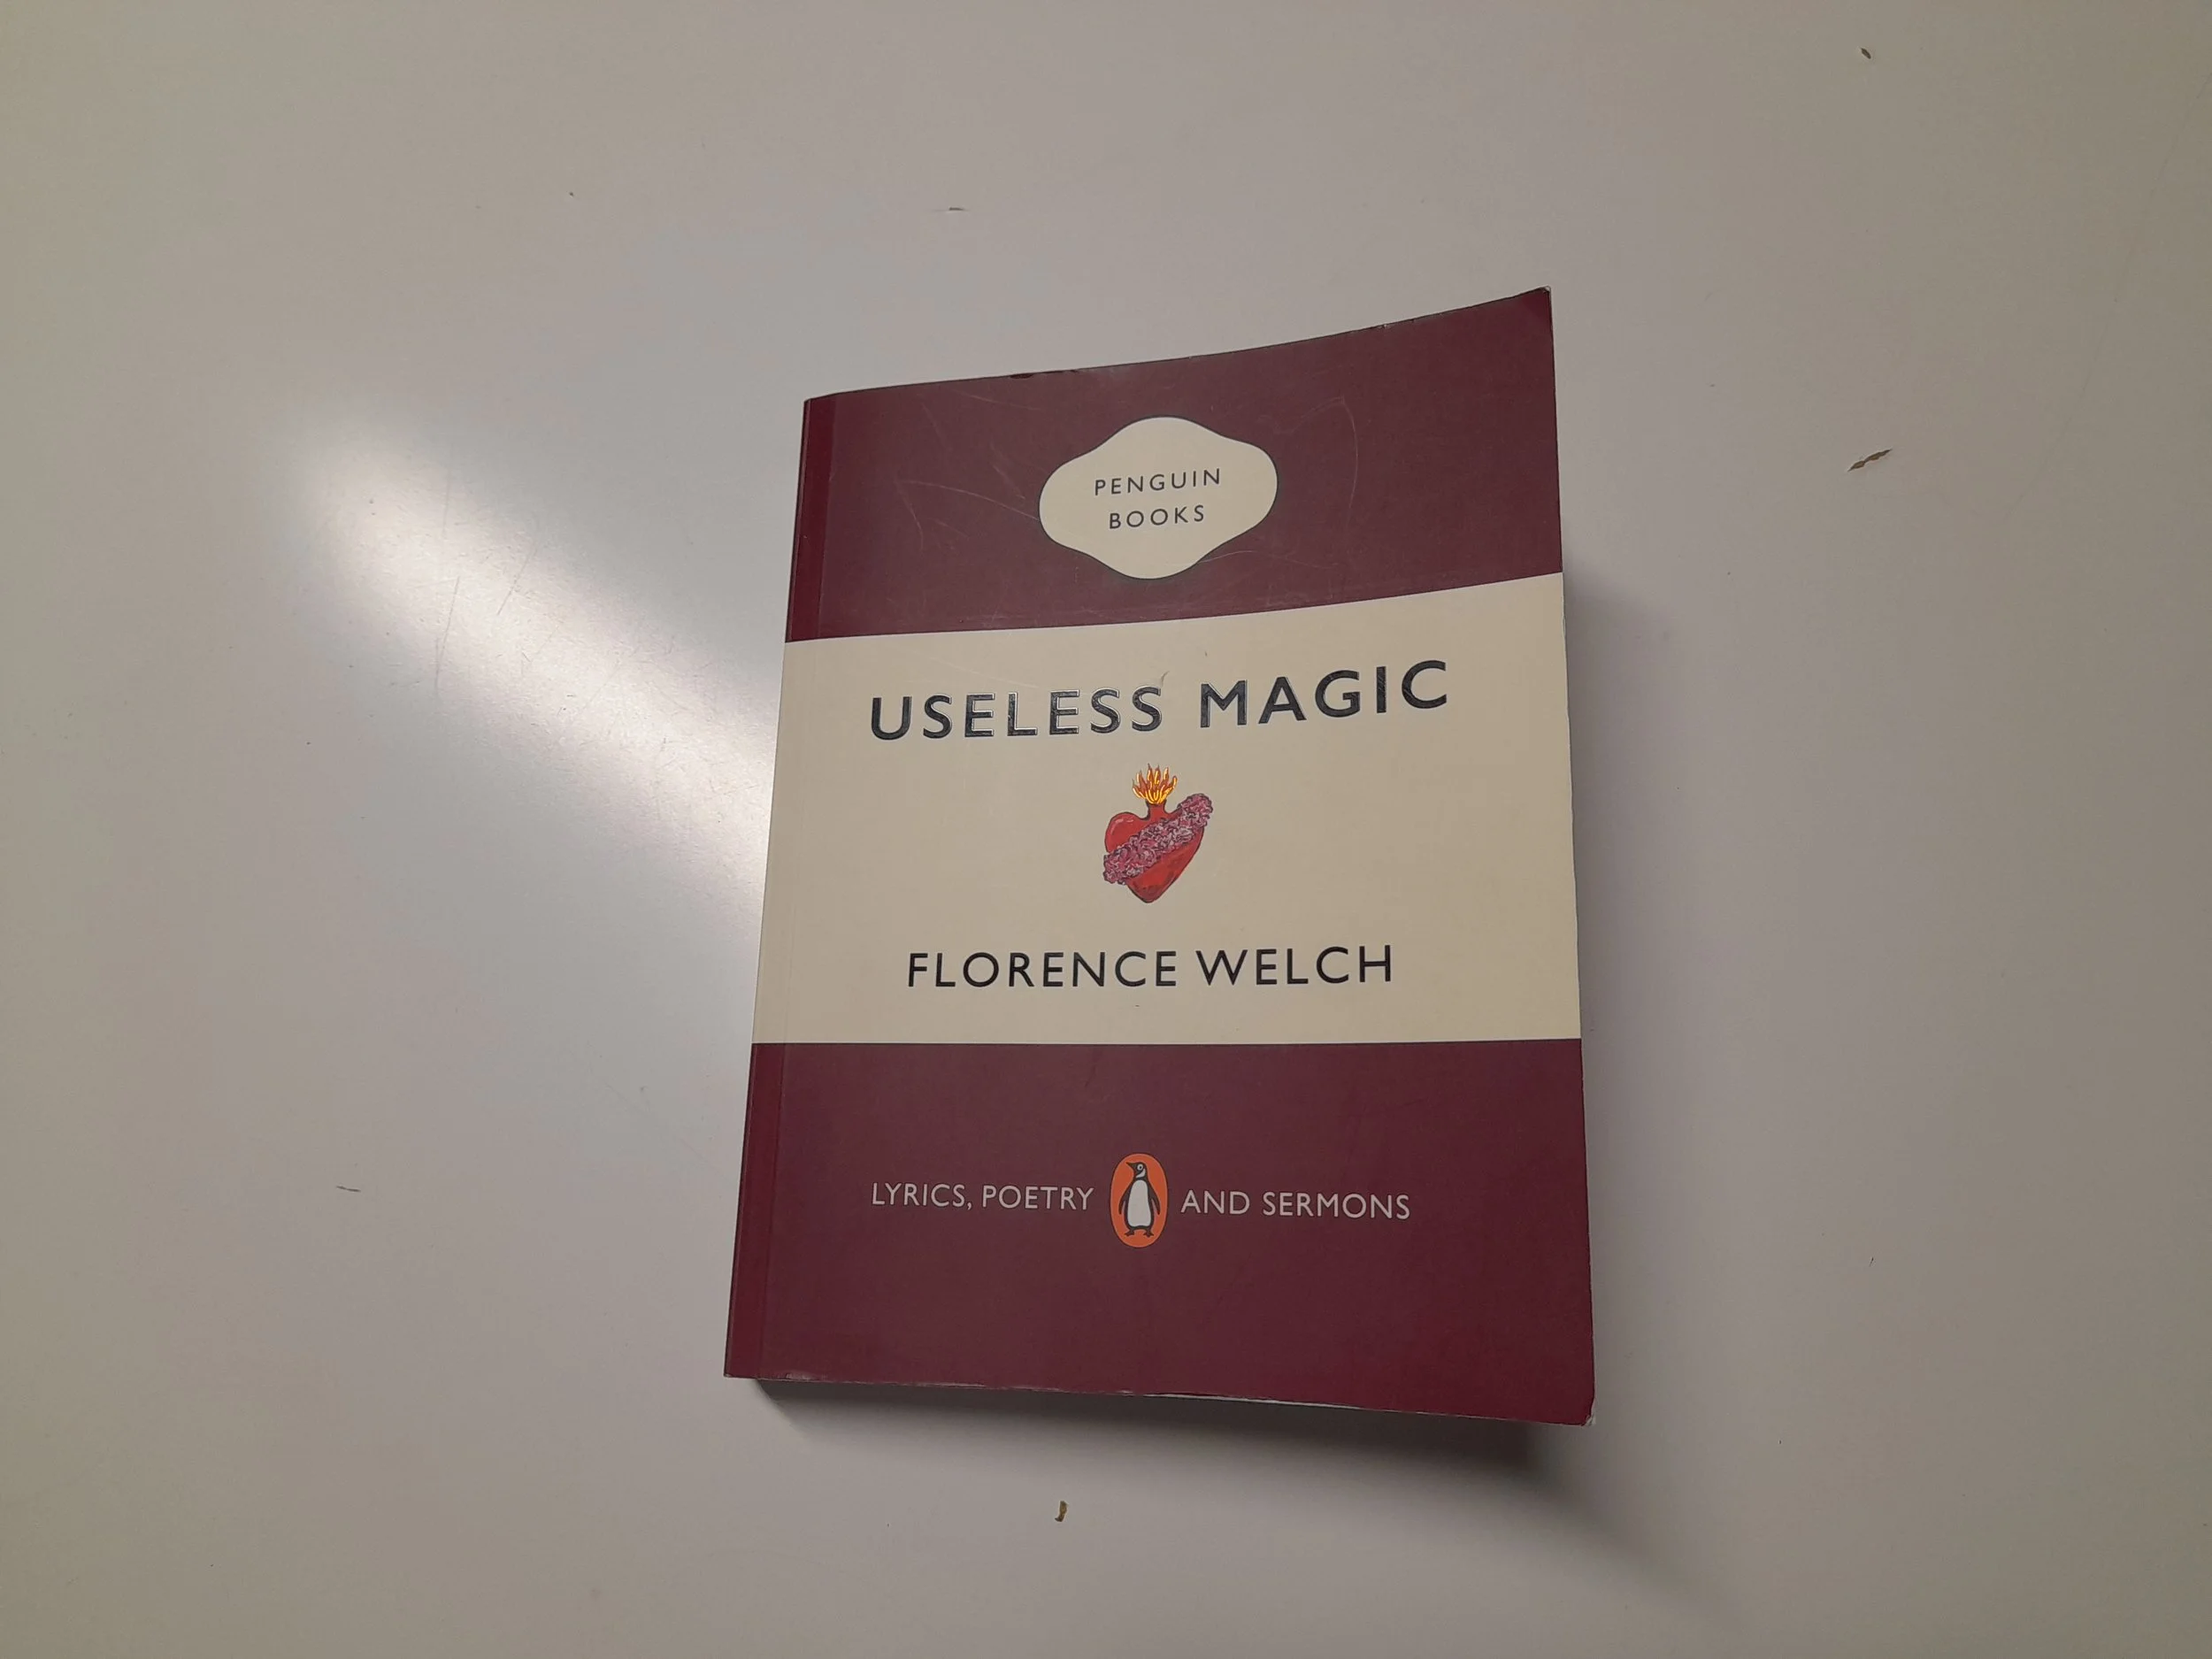 PENGUIN
BOOKS
USELESS MAGIC
FLORENCE WELCH
LYRICS, POETRY AND SERMONS